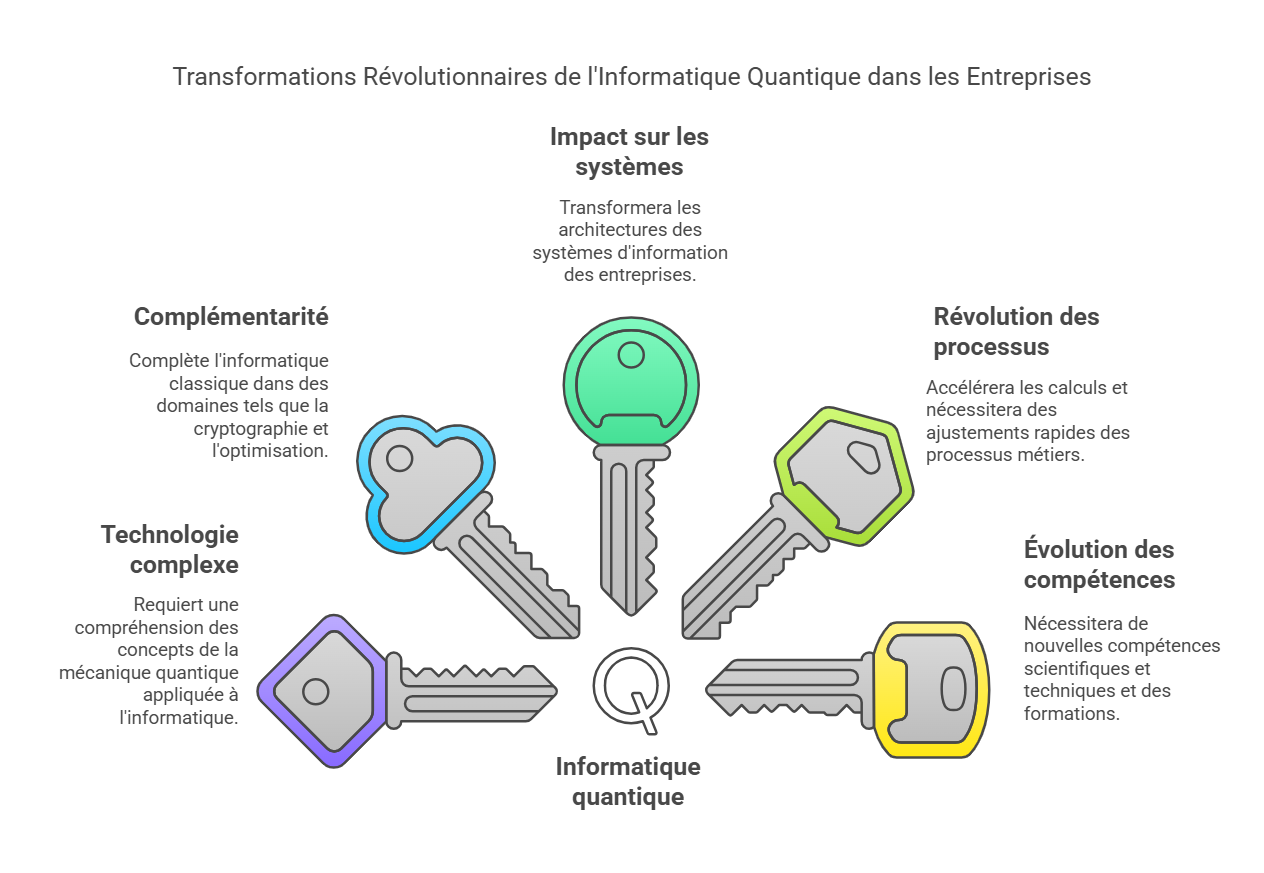 Transformations Révolutionnaires de l'Informatique Quantique dans les Entreprises
Impact sur les
systèmes
Transformera les
architectures des
systèmes d'information
des entreprises.
Complémentarité
Complète l'informatique
classique dans des
domaines tels que la
cryptographie et
l'optimisation.
Révolution des
processus
Accélérera les calculs et
nécessitera des
ajustements rapides des
processus métiers.
Technologie
complexe
Requiert une
compréhension des
concepts de la
mécanique quantique
appliquée à
l'informatique.
Évolution des
compétences
Nécessitera de
nouvelles compétences
scientifiques et
techniques et des
formations.
Q
Informatique
quantique